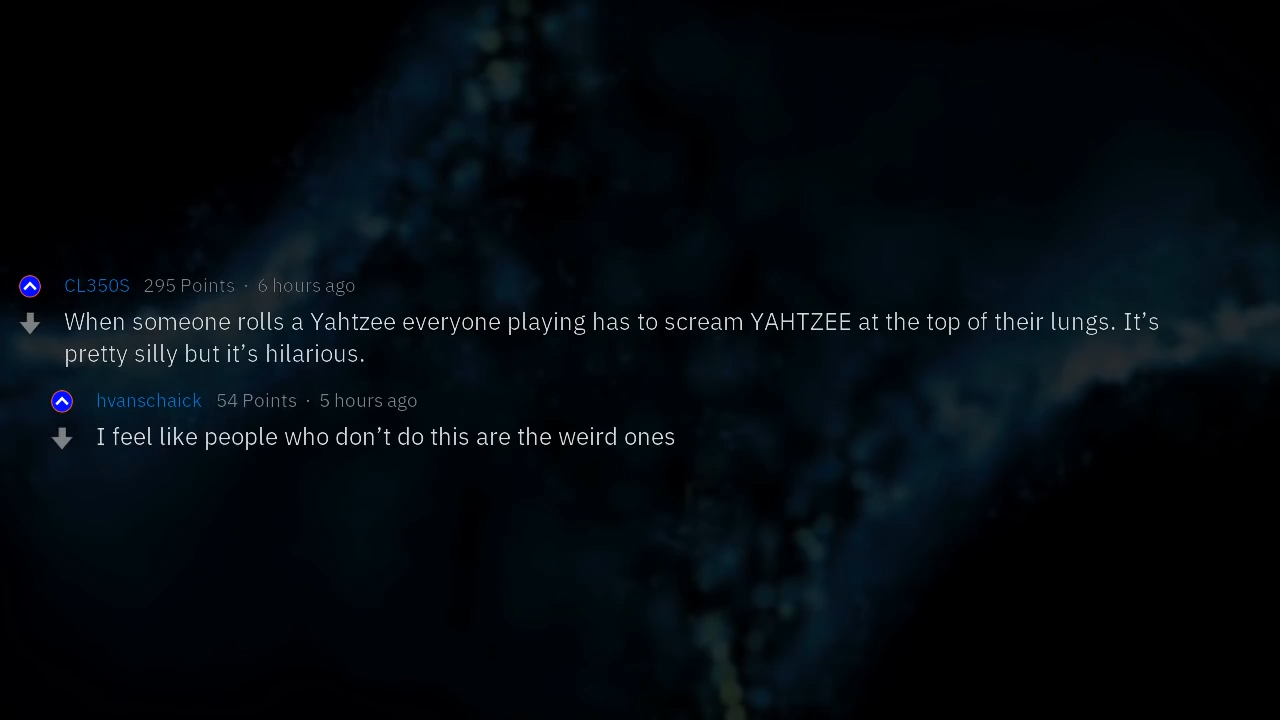 CL350S 295 Points · 6 hours ago
When someone rolls a Yahtzee everyone playing has to scream YAHTZEE at the top of their lungs. It’s
pretty silly but it’s hilarious.
hvanschaick 54 Points · 5 hours ago
I feel like people who don’t do this are the weird ones